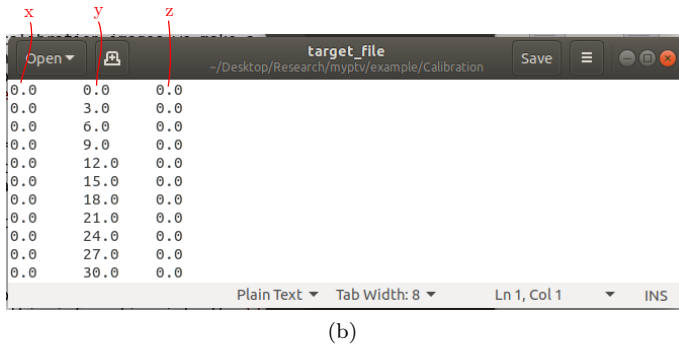 x y z
Open target_file Save
~/Desktop/Research/myptv/example/Calibration
0.0 0.0 0.0
0.0 3.0 0.0
0.0 6.0 0.0
0.0 9.0 0.0
0.0 12.0 0.0
0.0 15.0 0.0
0.0 18.0 0.0
0.0 21.0 0.0
0.0 24.0 0.0
0.0 27.0 0.0
0.0 30.0 0.0
Plain Text Tab Width: 8 Ln 1, Col 1 INS
(b)